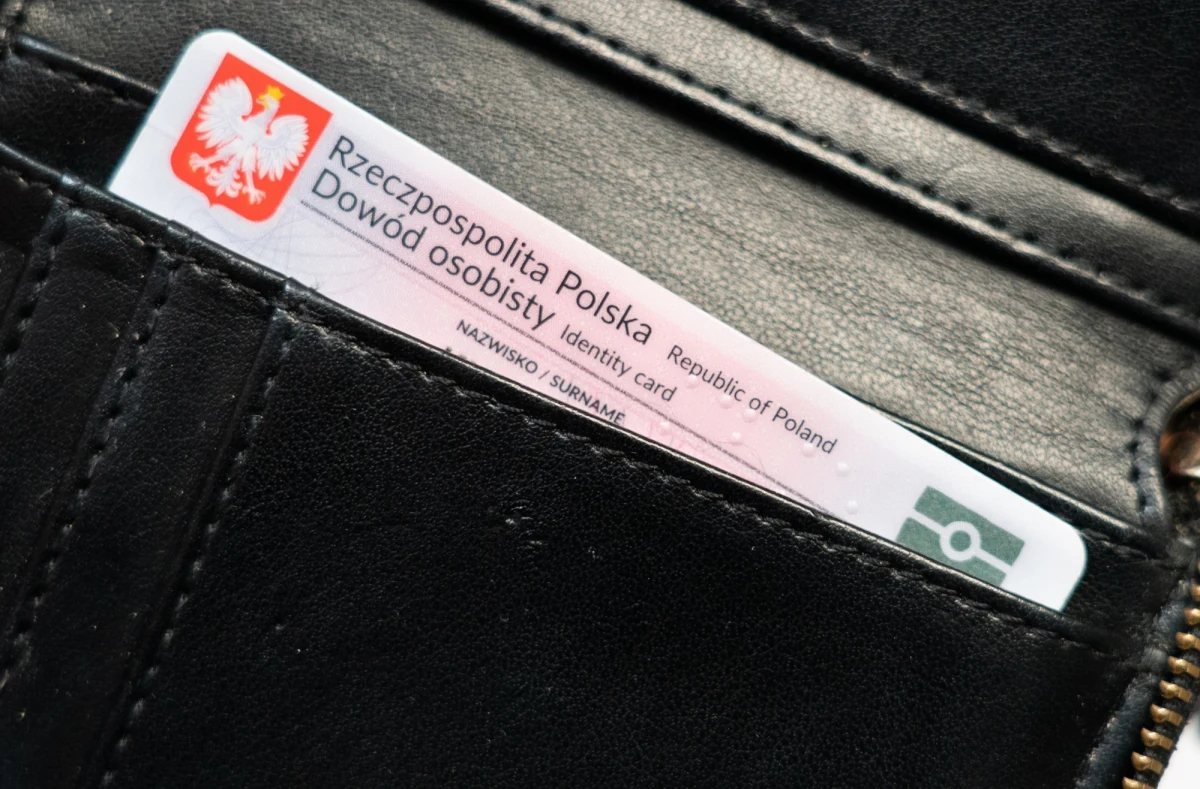 Rzeczpospolita Polska Republic of Poland
Dowód osobisty Identity card
NAZWISKO / SURNAME